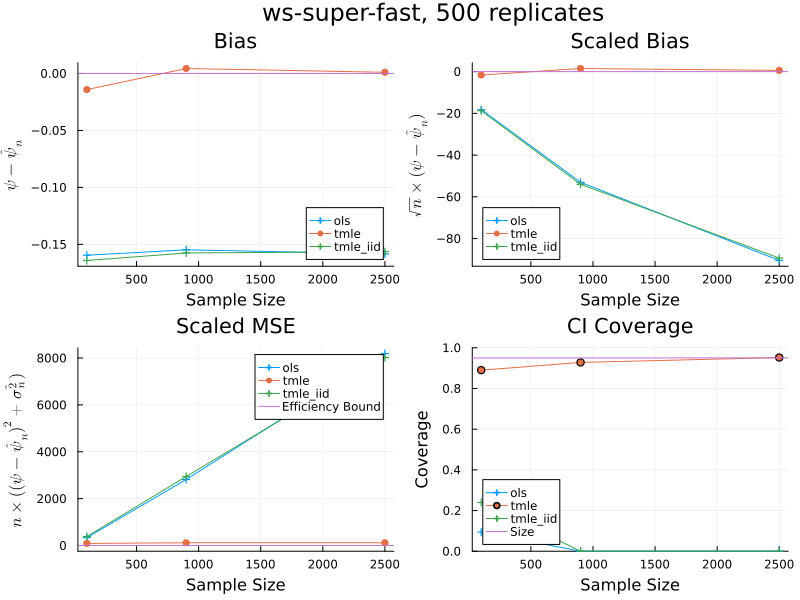 ws-super-fast, 500 replicates
Bias
0.00
−0.05
−0.10
−0.15
ψ − ψ̂ₙ
ols
tmle
tmle_iid
500 1000 1500 2000 2500
Sample Size
Scaled Bias
0
−20
−40
−60
−80
√n × (ψ − ψ̂ₙ)
ols
tmle
tmle_iid
500 1000 1500 2000 2500
Sample Size
Scaled MSE
8000
6000
4000
2000
0
n × ((ψ − ψ̂ₙ)² + σ̂²ₙ)
ols
tmle
tmle_iid
Efficiency Bound
500 1000 1500 2000 2500
Sample Size
CI Coverage
1.0
0.8
0.6
0.4
0.2
0.0
Coverage
ols
tmle
tmle_iid
Size
500 1000 1500 2000 2500
Sample Size